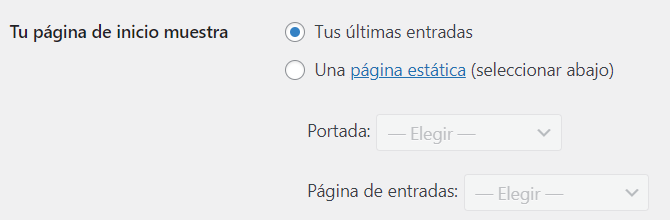 Tu página de inicio muestra
Tus últimas entradas
Una página estática (seleccionar abajo)
Portada: — Elegir —
Página de entradas: — Elegir —